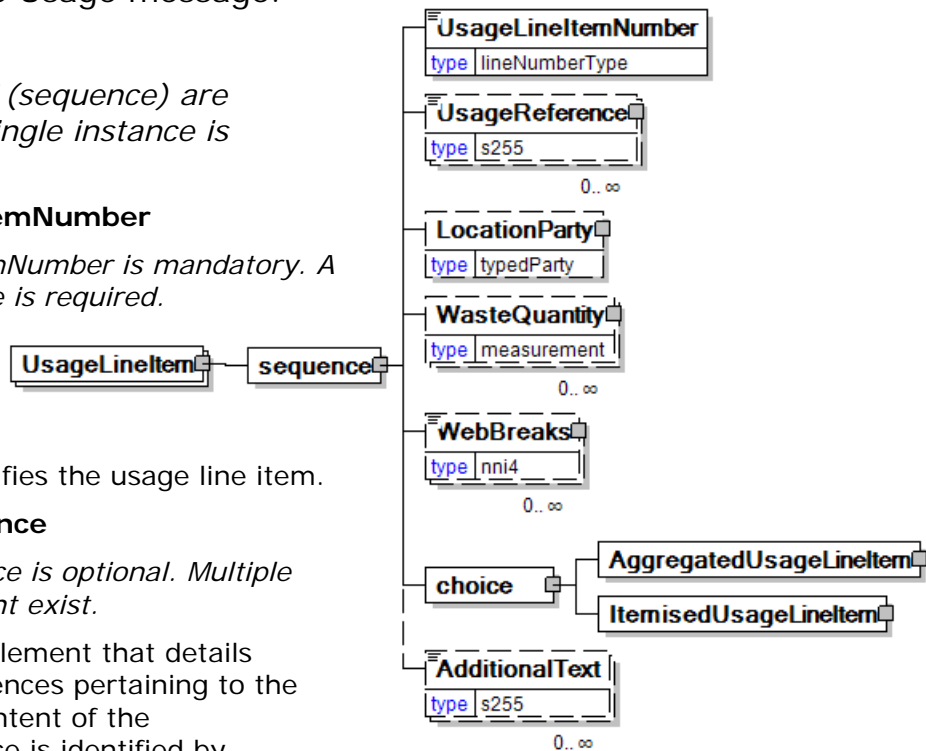 e Usage message.
(sequence) are
ingle instance is
emNumber
mNumber is mandatory. A
e is required.
fies the usage line item.
nce
ce is optional. Multiple
nt exist.
lement that details
ences pertaining to the
ntent of the
ce is identified by
UsageLineItem
sequence
UsageLineItemNumber
type lineNumberType
UsageReference
type s255
0.. ∞
LocationParty
type typedParty
WasteQuantity
type measurement
0.. ∞
WebBreaks
type nni4
0.. ∞
choice
AggregatedUsageLineItem
ItemisedUsageLineItem
AdditionalText
type s255
0.. ∞